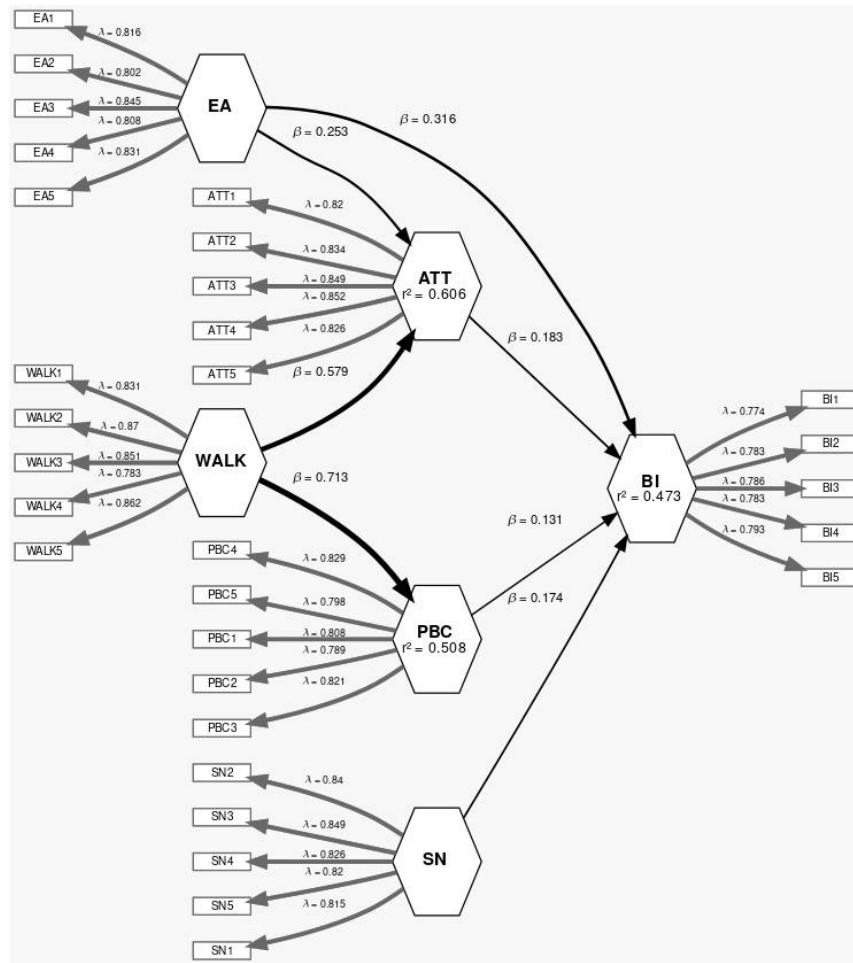 EA1
λ = 0.816
EA2
λ = 0.802
EA3
λ = 0.845
EA4
λ = 0.808
EA5
λ = 0.831
EA
β = 0.316
β = 0.253
ATT1
λ = 0.82
ATT2
λ = 0.834
ATT3
λ = 0.849
ATT4
λ = 0.852
ATT5
λ = 0.826
ATT
r² = 0.606
β = 0.183
β = 0.579
WALK1
λ = 0.831
WALK2
λ = 0.87
WALK3
λ = 0.851
WALK4
λ = 0.783
WALK5
λ = 0.862
WALK
β = 0.713
BI
r² = 0.473
λ = 0.774
BI1
λ = 0.783
BI2
λ = 0.786
BI3
λ = 0.783
BI4
λ = 0.793
BI5
β = 0.131
β = 0.174
PBC4
λ = 0.829
PBC5
λ = 0.798
PBC1
λ = 0.808
PBC2
λ = 0.789
PBC3
λ = 0.821
PBC
r² = 0.508
SN2
λ = 0.84
SN3
λ = 0.849
SN4
λ = 0.826
SN5
λ = 0.82
SN1
λ = 0.815
SN